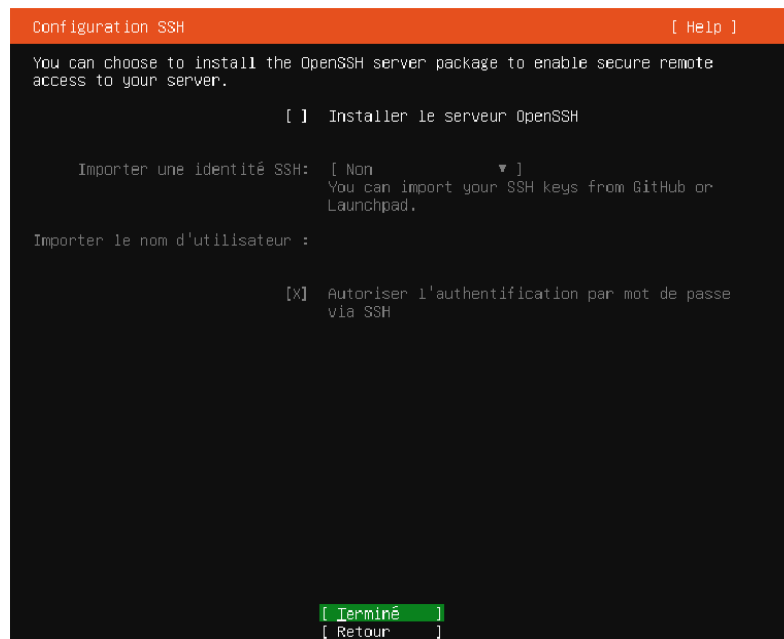 Configuration SSH [ Help ]
You can choose to install the OpenSSH server package to enable secure remote
access to your server.
[ ] Installer le serveur OpenSSH
Importer une identité SSH: [ Non ▾ ]
You can import your SSH keys from GitHub or
Launchpad.
Importer le nom d'utilisateur :
[X] Autoriser l'authentification par mot de passe
via SSH
[ Terminé ]
[ Retour ]